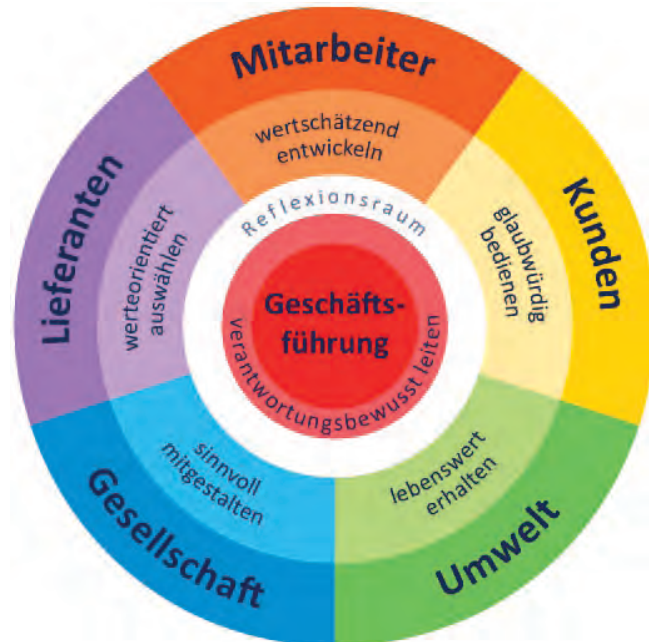 Mitarbeiter
wertschätzend
entwickeln
Kunden
glaubwürdig
bedienen
Umwelt
lebenswert
erhalten
Gesellschaft
sinnvoll
mitgestalten
Lieferanten
werteorientiert
auswählen
Reflexionsraum
Geschäfts-
führung
verantwortungsbewusst leiten